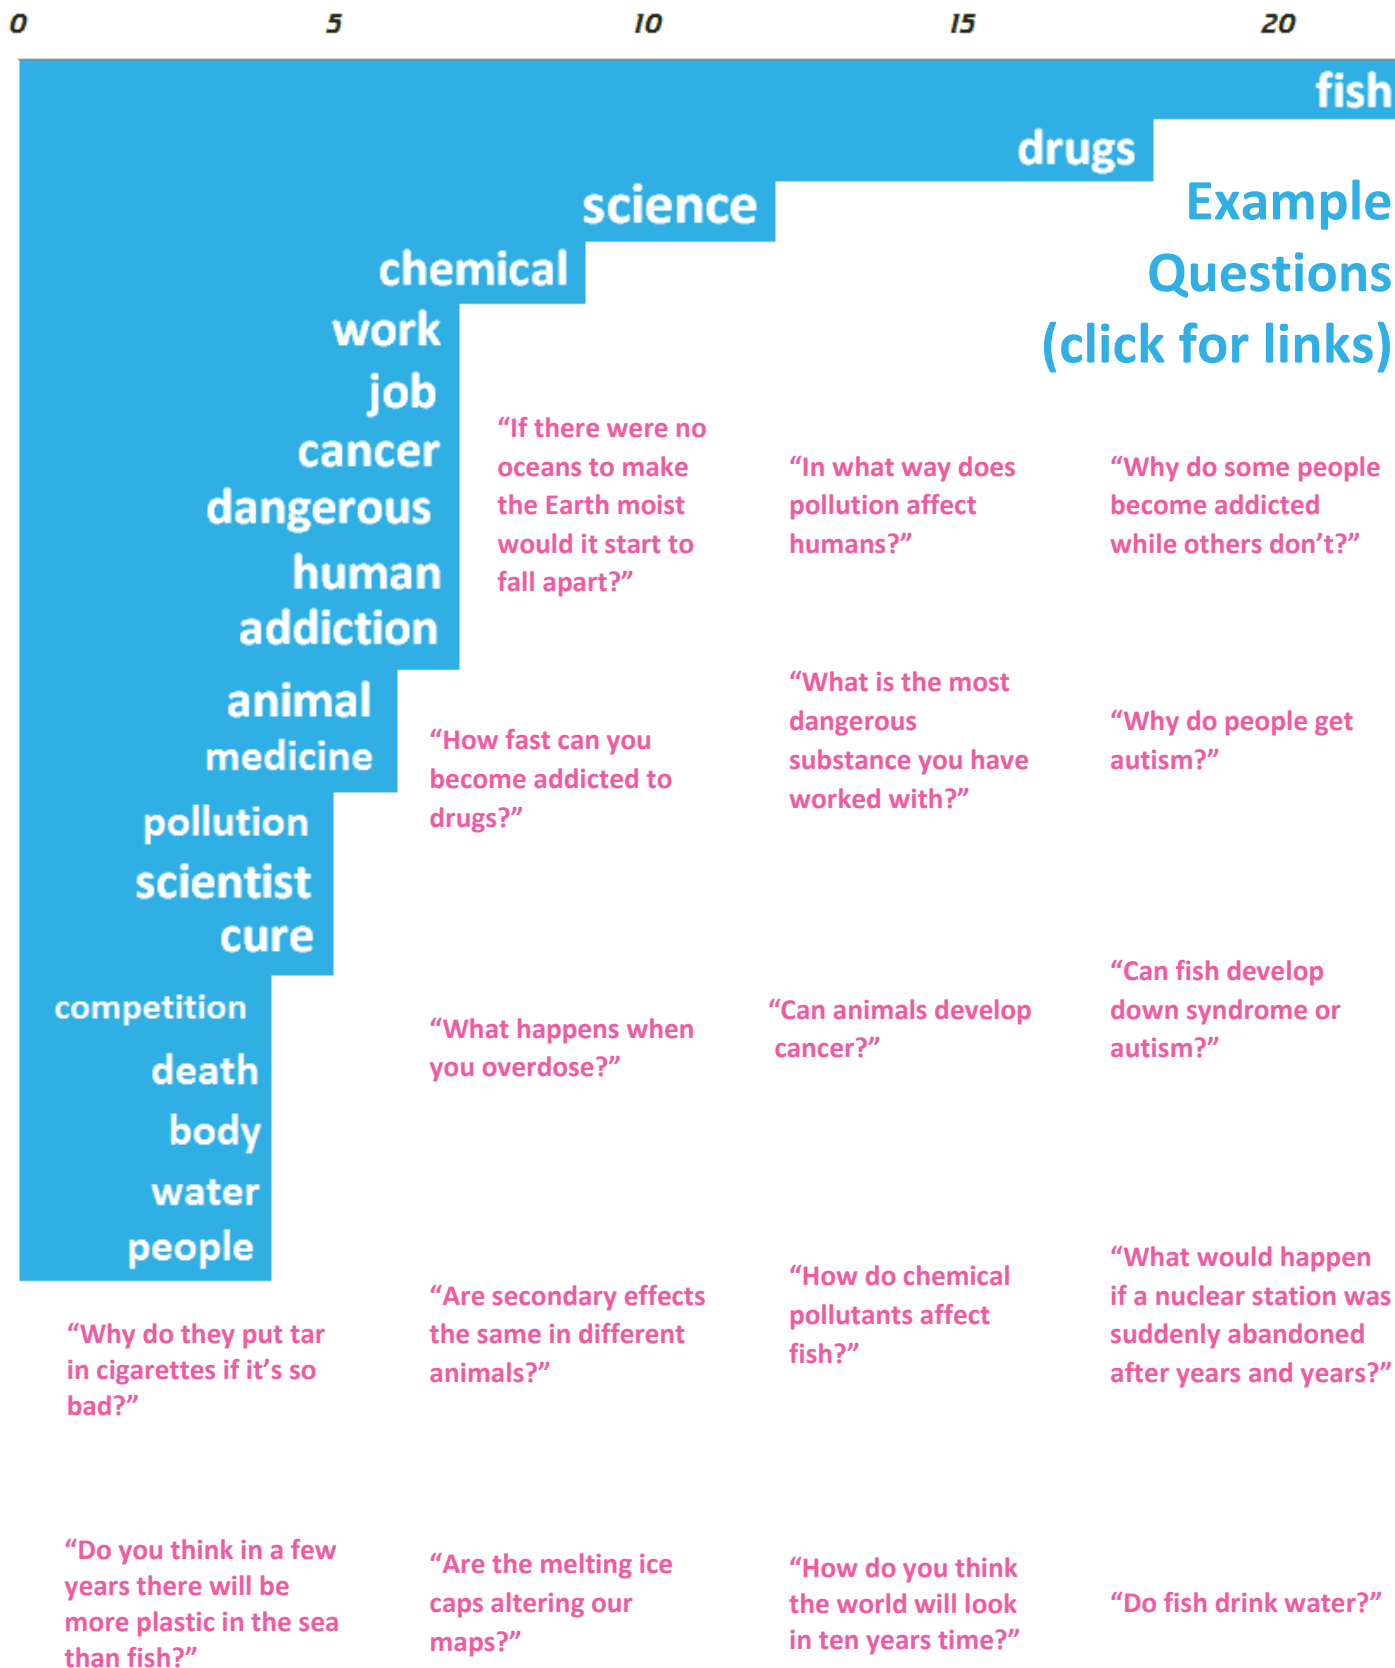 0 5 10 15 20
fish
drugs
science
chemical
work
job
cancer
dangerous
human
addiction
animal
medicine
pollution
scientist
cure
competition
death
body
water
people
Example
Questions
(click for links)
“If there were no
oceans to make
the Earth moist
would it start to
fall apart?”
“In what way does
pollution affect
humans?”
“Why do some people
become addicted
while others don’t?”
“How fast can you
become addicted to
drugs?”
“What is the most
dangerous
substance you have
worked with?”
“Why do people get
autism?”
“What happens when
you overdose?”
“Can animals develop
cancer?”
“Can fish develop
down syndrome or
autism?”
“Why do they put tar
in cigarettes if it’s so
bad?”
“Are secondary effects
the same in different
animals?”
“How do chemical
pollutants affect
fish?”
“What would happen
if a nuclear station was
suddenly abandoned
after years and years?”
“Do you think in a few
years there will be
more plastic in the sea
than fish?”
“Are the melting ice
caps altering our
maps?”
“How do you think
the world will look
in ten years time?”
“Do fish drink water?”